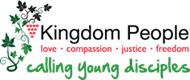 Kingdom People
love • compassion • justice • freedom
calling young disciples